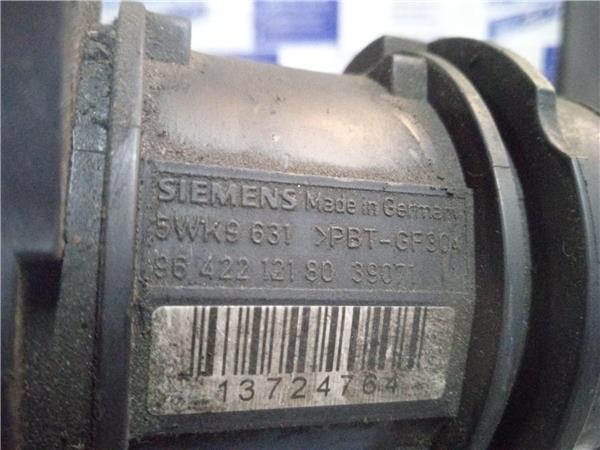 SIEMENS Made in Germany
5WK9 631 >PBT-GF30
96 422 121 80 39071
13724764